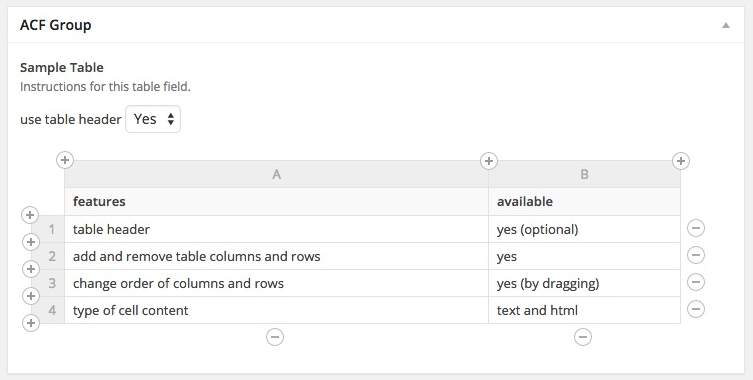 ACF Group
Sample Table
Instructions for this table field.
use table header Yes
A B
features available
1 table header yes (optional)
2 add and remove table columns and rows yes
3 change order of columns and rows yes (by dragging)
4 type of cell content text and html